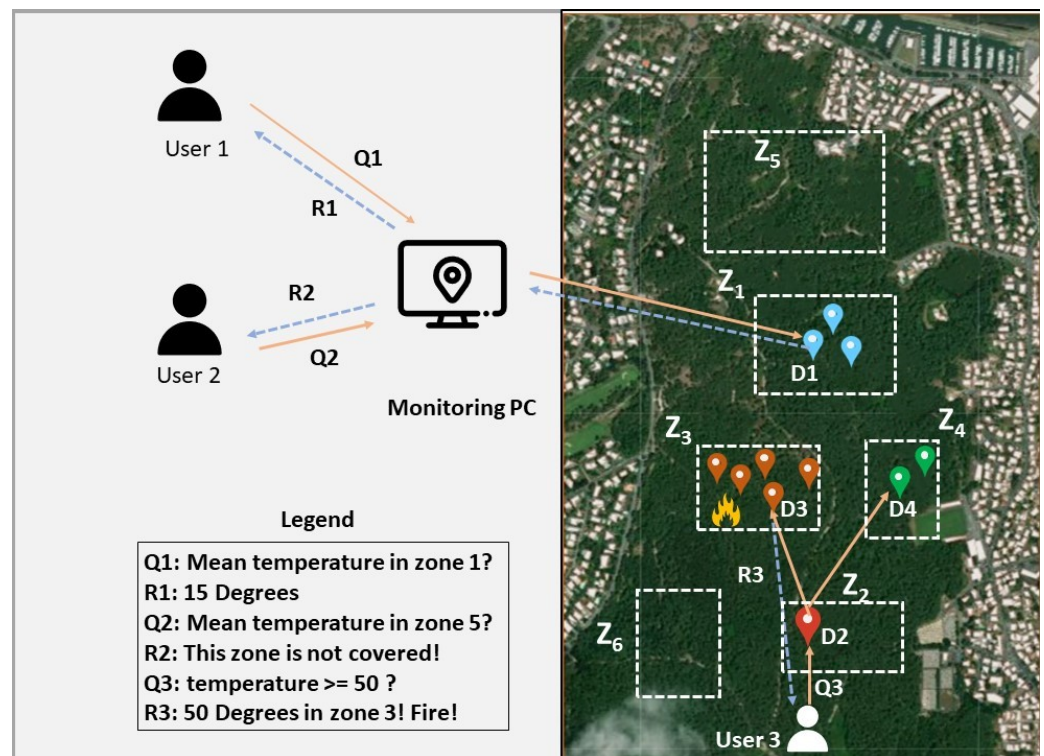 User 1
Q1
R1
R2
Q2
User 2
Monitoring PC
Legend
Q1: Mean temperature in zone 1?
R1: 15 Degrees
Q2: Mean temperature in zone 5?
R2: This zone is not covered!
Q3: temperature >= 50 ?
R3: 50 Degrees in zone 3! Fire!
Z5
Z1
D1
Z3
Z4
D3
D4
R3
Z2
Z6
D2
Q3
User 3